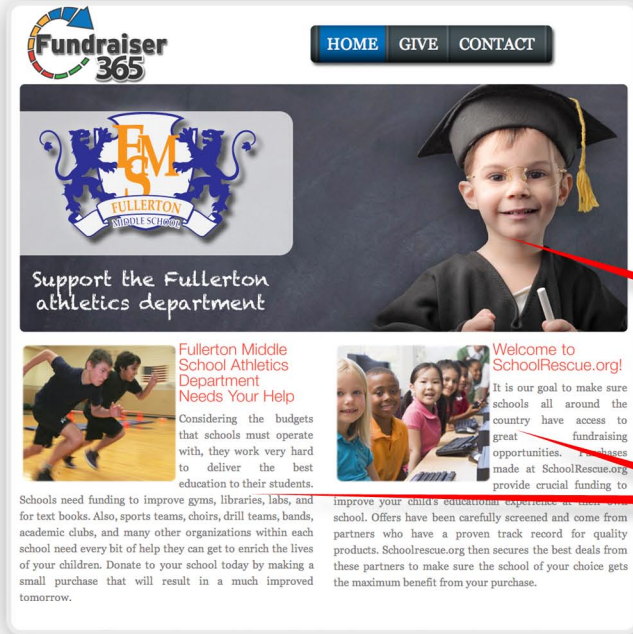 Fundraiser
365
HOME GIVE CONTACT
FMS
FULLERTON
MIDDLE SCHOOL
Support the Fullerton
athletics department
Fullerton Middle
School Athletics
Department
Needs Your Help
Considering the budgets
that schools must operate
with, they work very hard
to deliver the best
education to their students.
Schools need funding to improve gyms, libraries, labs, and
for text books. Also, sports teams, choirs, drill teams, bands,
academic clubs, and many other organizations within each
school need every bit of help they can get to enrich the lives
of your children. Donate to your school today by making a
small purchase that will result in a much improved
tomorrow.
Welcome to
SchoolRescue.org!
It is our goal to make sure
schools all around the
country have access to
great fundraising
opportunities. Purchases
made at SchoolRescue.org
provide crucial funding to
improve your child's educational experience at their own
school. Offers have been carefully screened and come from
partners who have a proven track record for quality
products. Schoolrescue.org then secures the best deals from
these partners to make sure the school of your choice gets
the maximum benefit from your purchase.